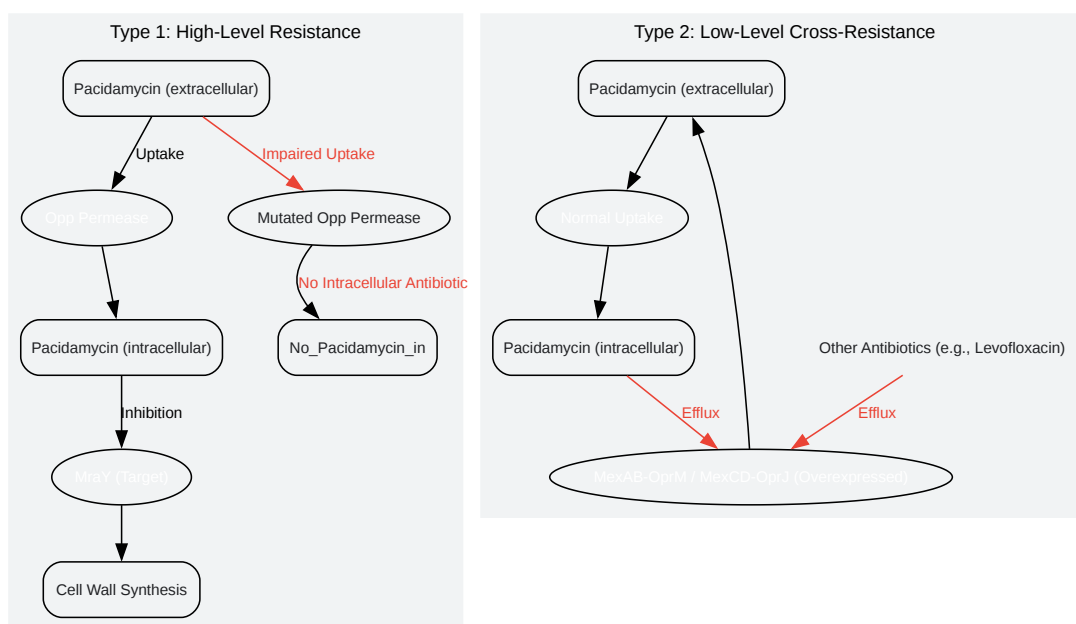 Type 1: High-Level Resistance
Pacidamycin (extracellular)
Uptake
Impaired Uptake
Opp Permease
Mutated Opp Permease
No Intracellular Antibiotic
Pacidamycin (intracellular)
No_Pacidamycin_in
Inhibition
MraY (Target)
Cell Wall Synthesis
Type 2: Low-Level Cross-Resistance
Pacidamycin (extracellular)
Normal Uptake
Pacidamycin (intracellular)
Other Antibiotics (e.g., Levofloxacin)
Efflux
Efflux
MexAB-OprM / MexCD-OprJ (Overexpressed)